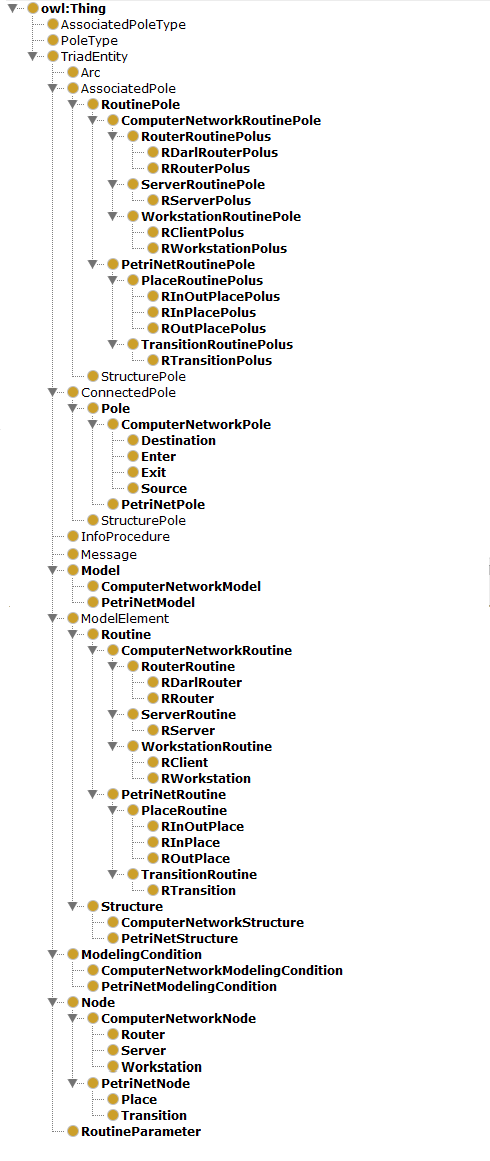 owl:Thing
AssociatedPoleType
PoleType
TriadEntity
Arc
AssociatedPole
RoutinePole
ComputerNetworkRoutinePole
RouterRoutinePolus
RDarlRouterPolus
RRouterPolus
ServerRoutinePole
RServerPolus
WorkstationRoutinePole
RClientPolus
RWorkstationPolus
PetriNetRoutinePole
PlaceRoutinePolus
RInOutPlacePolus
RInPlacePolus
ROutPlacePolus
TransitionRoutinePolus
RTransitionPolus
StructurePole
ConnectedPole
Pole
ComputerNetworkPole
Destination
Enter
Exit
Source
PetriNetPole
StructurePole
InfoProcedure
Message
Model
ComputerNetworkModel
PetriNetModel
ModelElement
Routine
ComputerNetworkRoutine
RouterRoutine
RDarlRouter
RRouter
ServerRoutine
RServer
WorkstationRoutine
RClient
RWorkstation
PetriNetRoutine
PlaceRoutine
RInOutPlace
RInPlace
ROutPlace
TransitionRoutine
RTransition
Structure
ComputerNetworkStructure
PetriNetStructure
ModelingCondition
ComputerNetworkModelingCondition
PetriNetModelingCondition
Node
ComputerNetworkNode
Router
Server
Workstation
PetriNetNode
Place
Transition
RoutineParameter